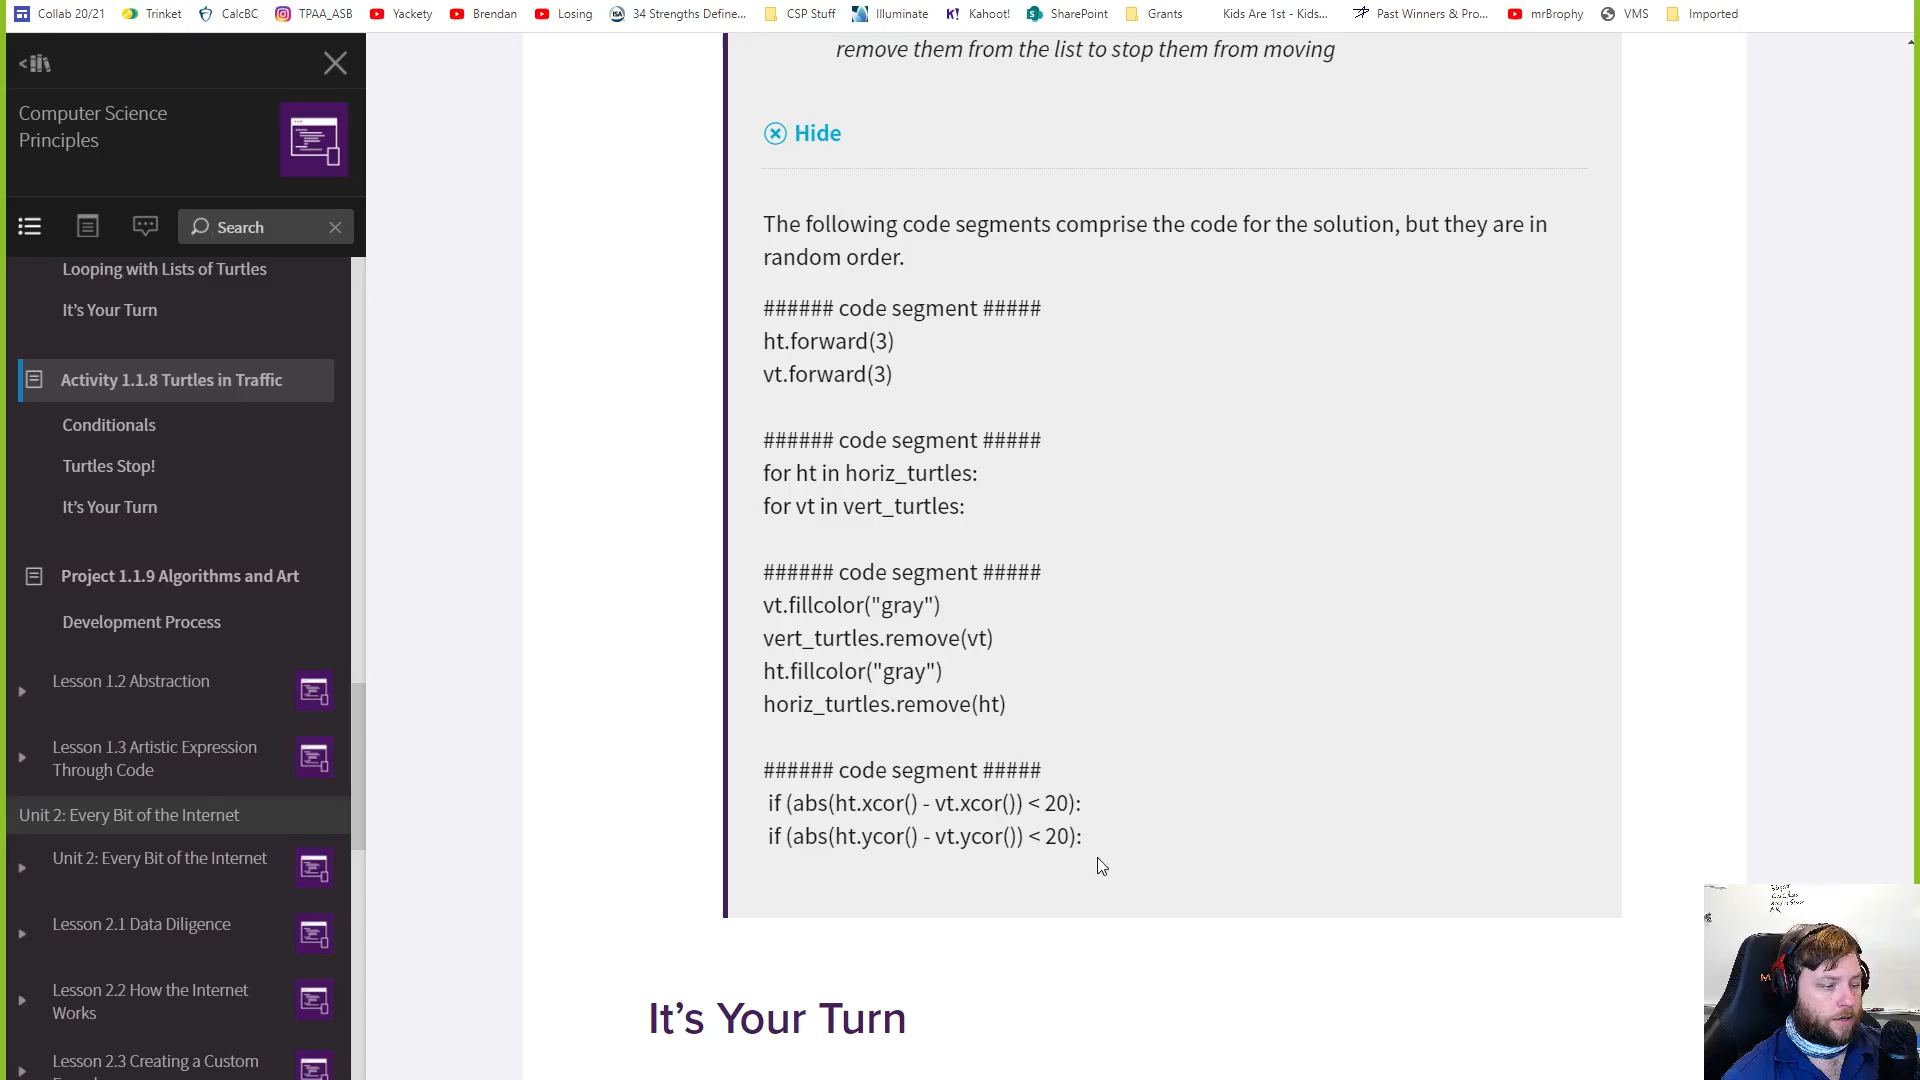 Collab 20/21 Trinket CalcBC TPAA_ASB Yackety Brendan Losing 34 Strengths Define... CSP Stuff Illuminate Kahoot! SharePoint Grants Kids Are 1st - Kids... Past Winners & Pro... mrBrophy VMS Imported
Computer Science
Principles
Search
Looping with Lists of Turtles
It's Your Turn
Activity 1.1.8 Turtles in Traffic
Conditionals
Turtles Stop!
It's Your Turn
Project 1.1.9 Algorithms and Art
Development Process
Lesson 1.2 Abstraction
Lesson 1.3 Artistic Expression
Through Code
Unit 2: Every Bit of the Internet
Unit 2: Every Bit of the Internet
Lesson 2.1 Data Diligence
Lesson 2.2 How the Internet
Works
Lesson 2.3 Creating a Custom
remove them from the list to stop them from moving
Hide
The following code segments comprise the code for the solution, but they are in
random order.
###### code segment #####
ht.forward(3)
vt.forward(3)
###### code segment #####
for ht in horiz_turtles:
for vt in vert_turtles:
###### code segment #####
vt.fillcolor("gray")
vert_turtles.remove(vt)
ht.fillcolor("gray")
horiz_turtles.remove(ht)
###### code segment #####
if (abs(ht.xcor() - vt.xcor()) < 20):
if (abs(ht.ycor() - vt.ycor()) < 20):
It's Your Turn